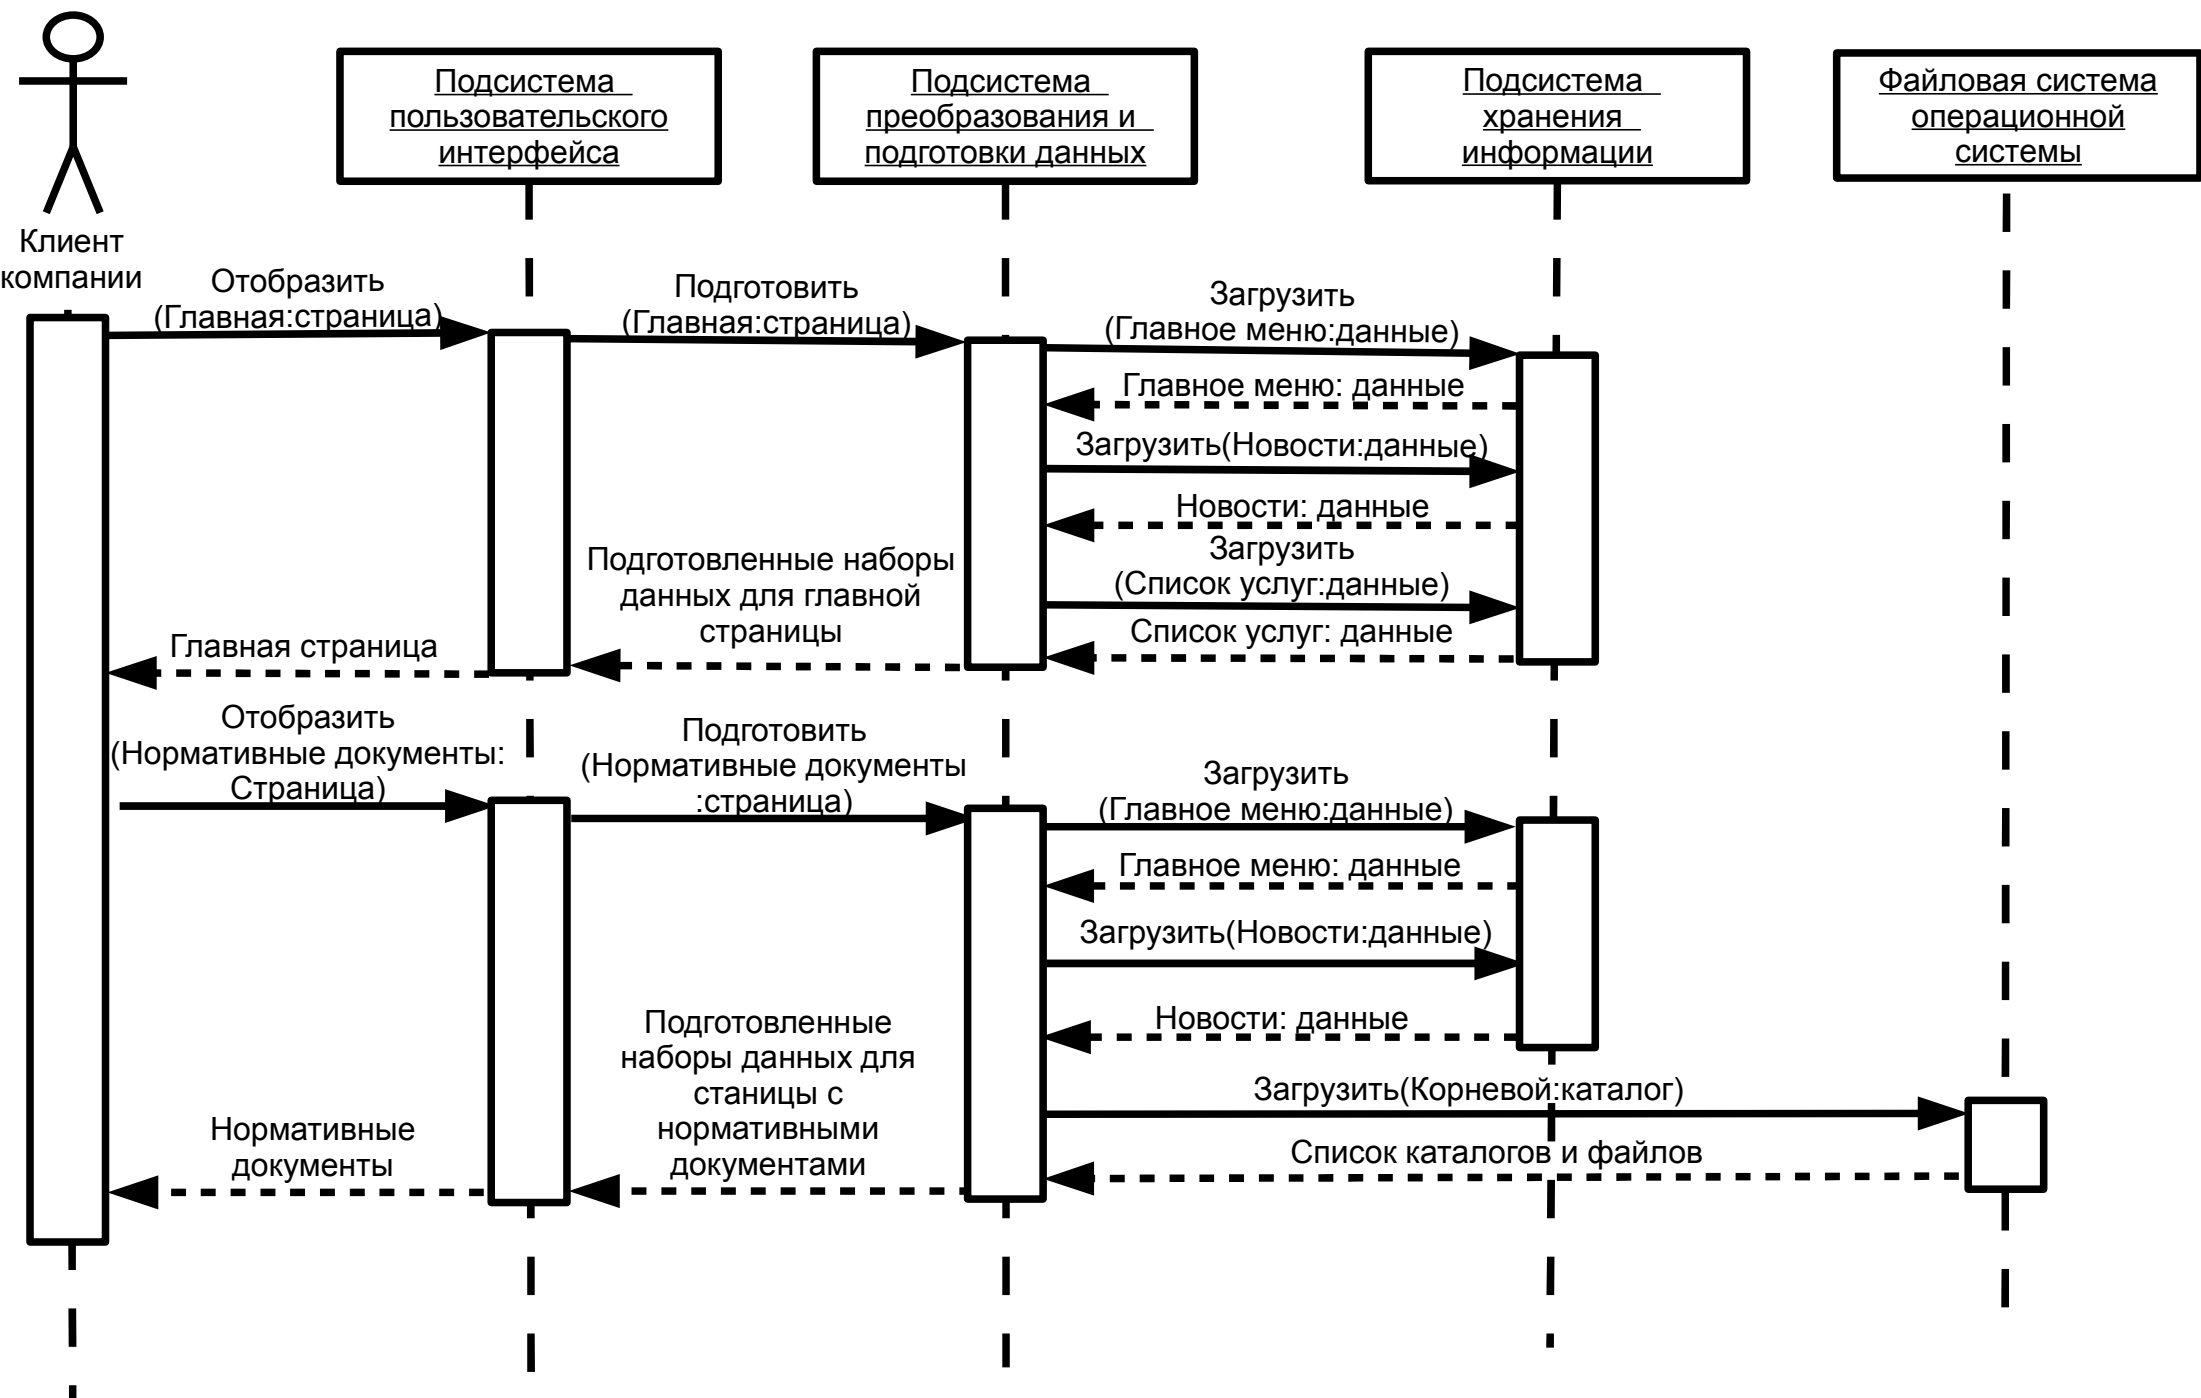 Подсистема
пользовательского
интерфейса
Подсистема
преобразования и
подготовки данных
Подсистема
хранения
информации
Файловая система
операционной
системы
Клиент
компании
Отобразить
(Главная:страница)
Подготовить
(Главная:страница)
Загрузить
(Главное меню:данные)
Главное меню: данные
Загрузить(Новости:данные)
Новости: данные
Загрузить
(Список услуг:данные)
Список услуг: данные
Подготовленные наборы
данных для главной
страницы
Главная страница
Отобразить
(Нормативные документы:
Страница)
Подготовить
(Нормативные документы
:страница)
Загрузить
(Главное меню:данные)
Главное меню: данные
Загрузить(Новости:данные)
Новости: данные
Загрузить(Корневой:каталог)
Список каталогов и файлов
Подготовленные
наборы данных для
станицы с
нормативными
документами
Нормативные
документы